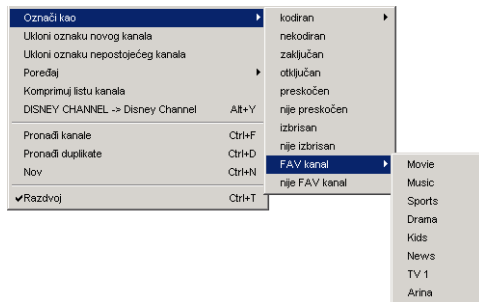 Označi kao
Ukloni oznaku novog kanala
Ukloni oznaku nepostojećeg kanala
Poređaj
Komprimuj listu kanala
DISNEY CHANNEL -> Disney Channel Alt+Y
Pronađi kanale Ctrl+F
Pronađi duplikate Ctrl+D
Nov Ctrl+N
✔Razdvoj Ctrl+T
kodiran
nekodiran
zaključan
otključan
preskočen
nije preskočen
izbrisan
nije izbrisan
FAV kanal
nije FAV kanal
Movie
Music
Sports
Drama
Kids
News
TV 1
Arina